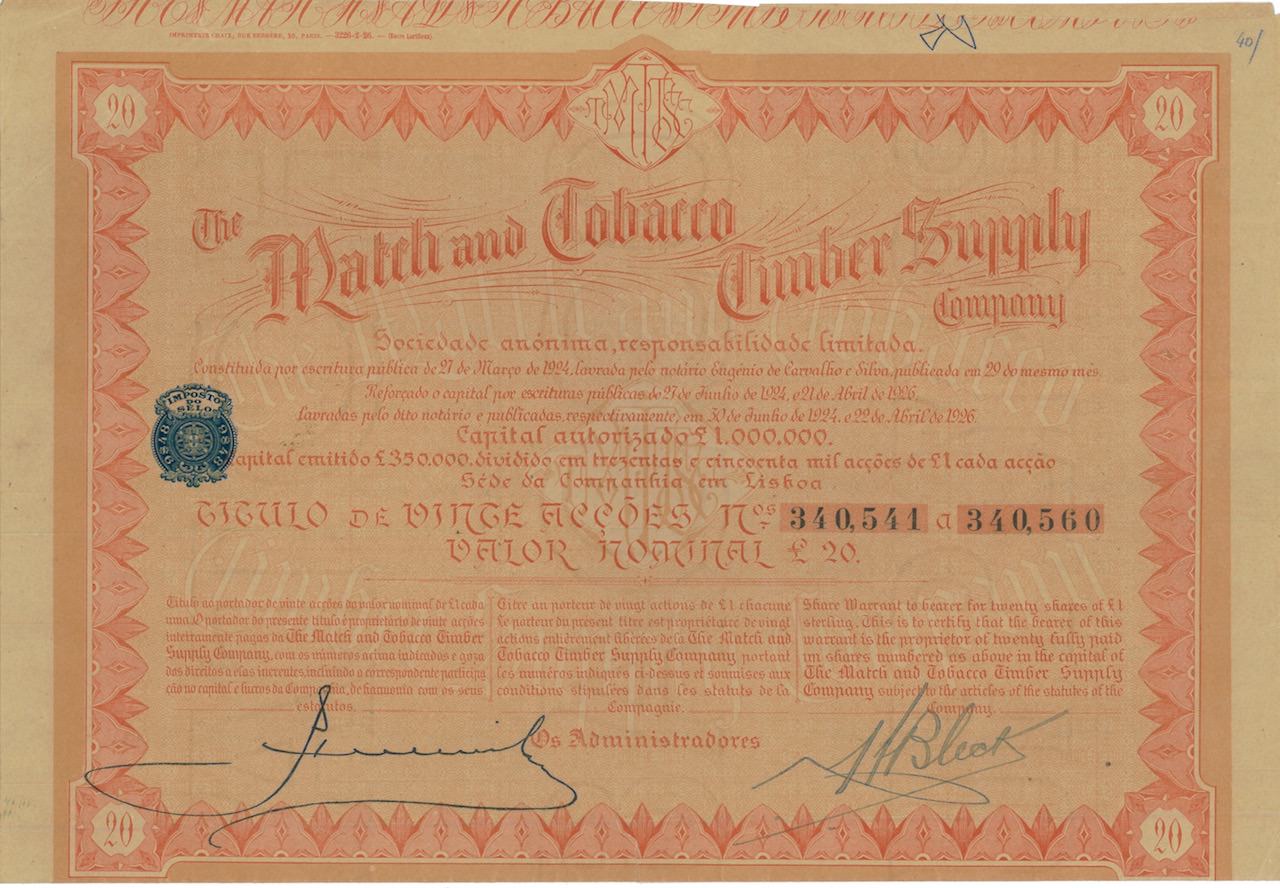 IMPRIMERIE CHAIX, RUE BERGÈRE, 20, PARIS. — 3226-2-26. — (Encre Lorilleux)
40/
20
20
The Match and Tobacco Timber Supply Company
Sociedade anónima, responsabilidade limitada.
Constituida por escritura pública de 27 de Março de 1924, lavrada pelo notário Eugénio de Carvalho e Silva, publicada em 29 do mesmo mês.
Reforçado o capital por escrituras públicas de 27 de Junho de 1924, e 21 de Abril de 1926,
Lavradas pelo dito notário e publicadas, respectivamente, em 30 de Junho de 1924, e 22 de Abril de 1926
Capital autorizado £ 1.000.000.
apital emitido £ 350.000. dividido em trezentas e cincoenta mil acções de £1 cada acção
Séde da Companhia em Lisboa
IMPOSTO DO SÊLO
TITULO DE VINTE ACÇÕES Nos 340,541 a 340,560
VALOR NOMINAL £ 20.
Titulo ao portador de vinte acções do valor nominal de £1 cada
uma. O portador do presente titulo é proprietário de vinte acções
inteiramente pagas da The Match and Tobacco Timber
Supply Company, com os números acima indicados e goza
dos direitos a elas inerentes, incluindo a correspondente participa
ção no capital e lucros da Companhia, de harmonia com os seus
estatutos.
Titre au porteur de vingt actions de £1 chacune
Le porteur du présent titre est propriétaire de vingt
actions entièrement libérées de la The Match and
Tobacco Timber Supply Company portant
les numéros indiqués ci-dessus et soumises aux
conditions stipulées dans les statuts de la
Compagnie.
Share Warrant to bearer for twenty shares of £1
sterling. This is to certify that the bearer of this
warrant is the proprietor of twenty fully paid
un shares numbered as above in the capital of
The Match and Tobacco Timber Supply
Company subject to the articles of the statutes of the
Company.
Os Administradores
20
20